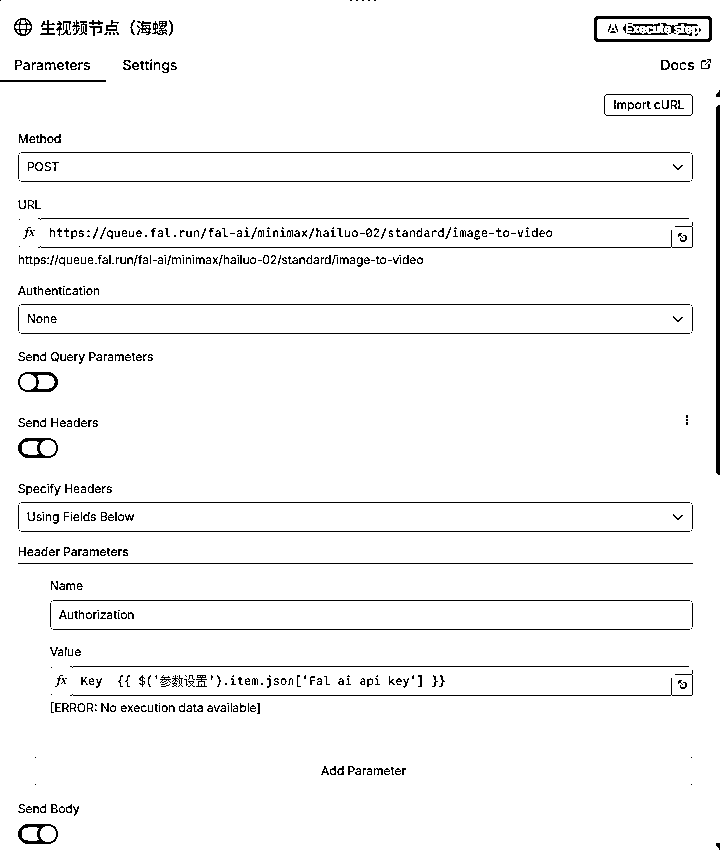 生视频节点（海螺）
Execute step
Parameters Settings Docs
Import cURL
Method
POST
URL
fx https://queue.fal.run/fal-ai/minimax/hailuo-02/standard/image-to-video
https://queue.fal.run/fal-ai/minimax/hailuo-02/standard/image-to-video
Authentication
None
Send Query Parameters
Send Headers
Specify Headers
Using Fields Below
Header Parameters
Name
Authorization
Value
fx Key {{ $('参数设置').item.json['Fal ai api key'] }}
[ERROR: No execution data available]
Add Parameter
Send Body